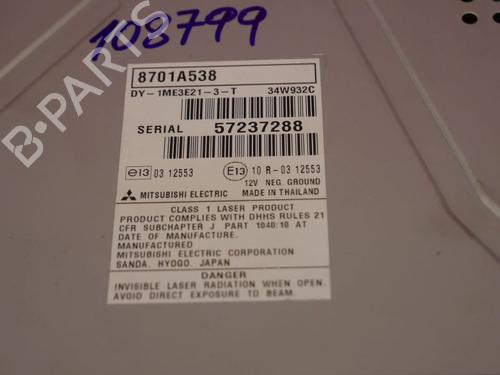 108799
8701A538
DY-1ME3E21-3-T 34W932C
SERIAL 57237288
e13 03 12553 E13 10 R-03 12553
12V NEG. GROUND
MITSUBISHI ELECTRIC MADE IN THAILAND
CLASS 1 LASER PRODUCT
PRODUCT COMPLIES WITH DHHS RULES 21
CFR SUBCHAPTER J PART 1040:10 AT
DATE OF MANUFACTURE.
MANUFACTURED
MITSUBISHI ELECTRIC CORPORATION
SANDA, HYOGO, JAPAN
DANGER
INVISIBLE LASER RADIATION WHEN OPEN.
AVOID DIRECT EXPOSURE TO BEAM.
B-PARTS